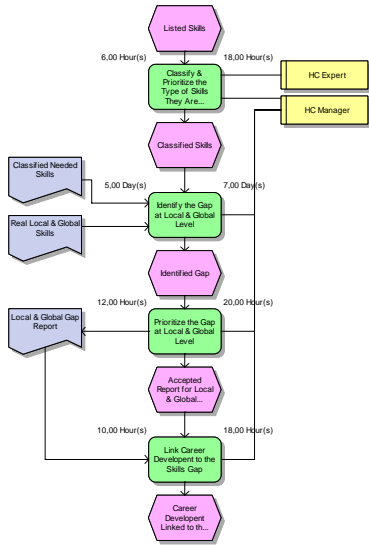 Listed Skills
6,00 Hour(s)
18,00 Hour(s)
Classify &
Prioritize the
Type of Skills
They Are...
HC Expert
HC Manager
Classified Skills
Classified Needed
Skills
5,00 Day(s)
7,00 Day(s)
Identify the Gap
at Local & Global
Level
Real Local & Global
Skills
Identified Gap
12,00 Hour(s)
20,00 Hour(s)
Local & Global Gap
Report
Prioritize the Gap
at Local & Global
Level
Accepted
Report for Local
& Global...
10,00 Hour(s)
18,00 Hour(s)
Link Career
Developent to the
Skills Gap
Career
Developent
Linked to th...